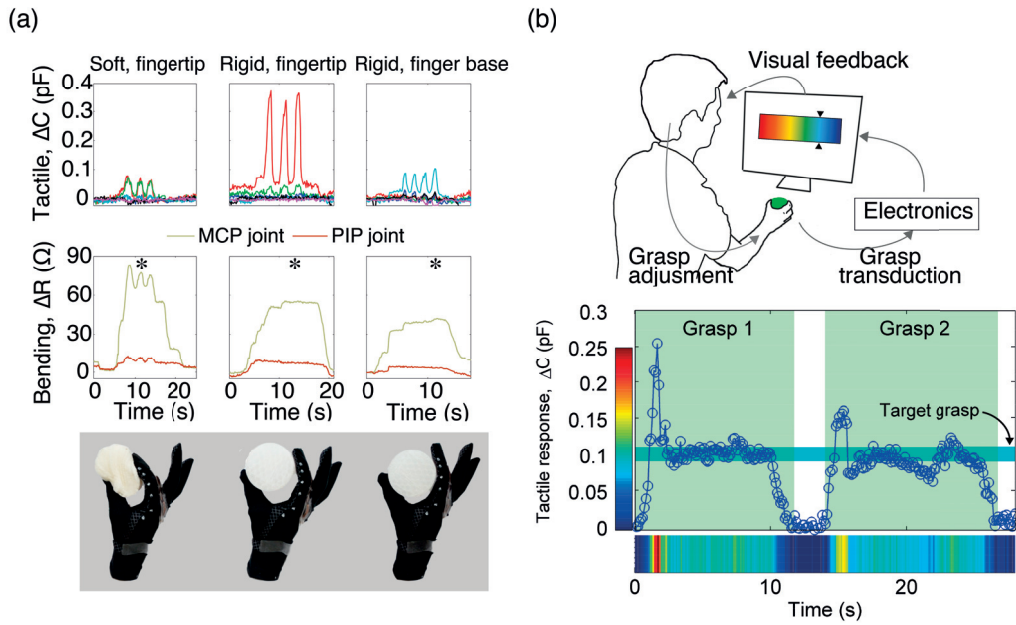 (a)
Soft, fingertip
Rigid, fingertip
Rigid, finger base
Tactile, ΔC (pF)
0.4
0.3
0.2
0.1
0
MCP joint
PIP joint
Bending, ΔR (Ω)
90
60
30
0
*
*
*
0 10 20
0 10 20
0 10
Time (s)
Time (s)
Time (s)
(b)
Visual feedback
Electronics
Grasp
adjusment
Grasp
transduction
Tactile response, ΔC (pF)
0.3
0.25
0.2
0.15
0.1
0.05
0
Grasp 1
Grasp 2
Target grasp
0 10 20
Time (s)